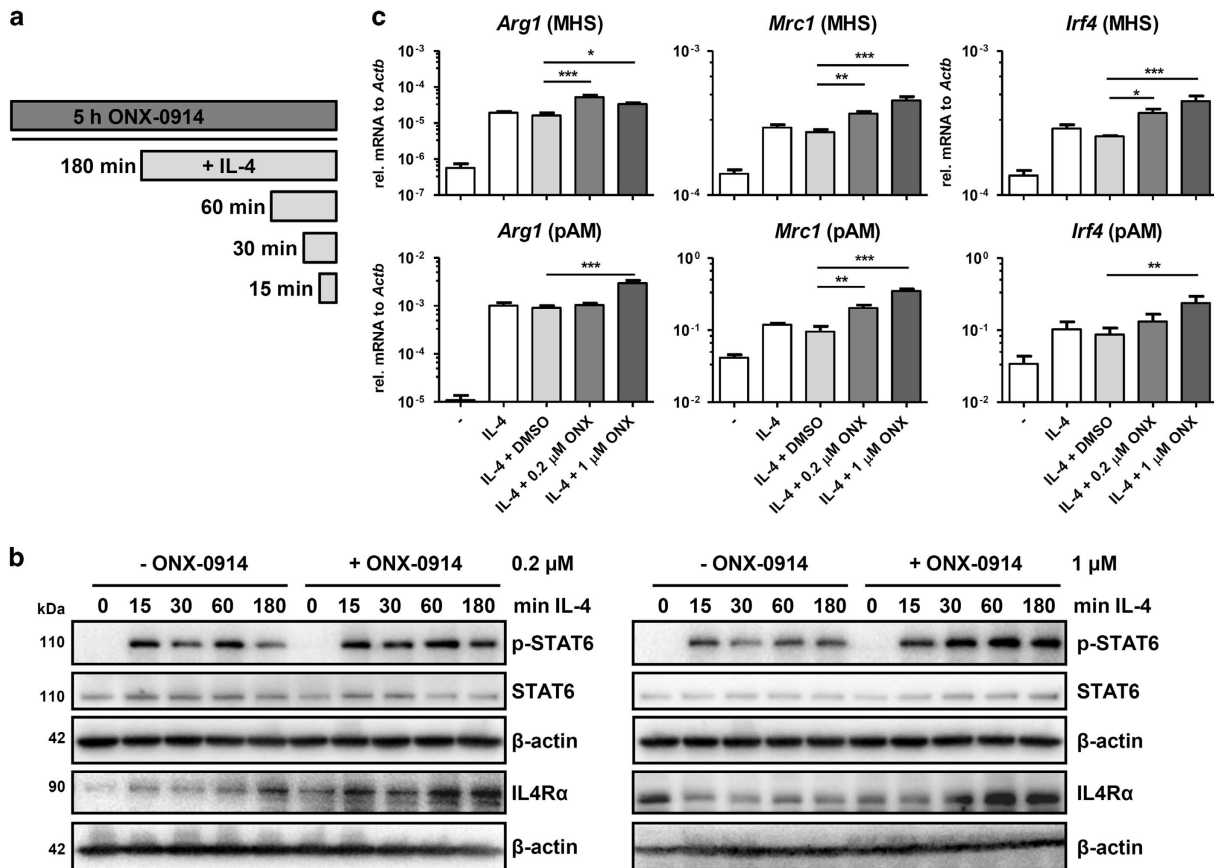 a
5 h ONX-0914
180 min
+ IL-4
60 min
30 min
15 min
c
Arg1 (MHS)
Mrc1 (MHS)
Irf4 (MHS)
rel. mRNA to Actb
10-3
10-4
10-5
10-6
10-7
*
***
10-3
10-4
***
**
10-3
10-4
***
*
Arg1 (pAM)
Mrc1 (pAM)
Irf4 (pAM)
rel. mRNA to Actb
10-2
10-3
10-4
10-5
***
100
10-1
10-2
***
**
100
10-1
10-2
**
-
IL-4
IL-4 + DMSO
IL-4 + 0.2 μM ONX
IL-4 + 1 μM ONX
-
IL-4
IL-4 + DMSO
IL-4 + 0.2 μM ONX
IL-4 + 1 μM ONX
-
IL-4
IL-4 + DMSO
IL-4 + 0.2 μM ONX
IL-4 + 1 μM ONX
b
- ONX-0914 + ONX-0914 0.2 μM
kDa 0 15 30 60 180 0 15 30 60 180 min IL-4
110 p-STAT6
110 STAT6
42 β-actin
90 IL4Rα
42 β-actin
- ONX-0914 + ONX-0914 1 μM
0 15 30 60 180 0 15 30 60 180 min IL-4
p-STAT6
STAT6
β-actin
IL4Rα
β-actin